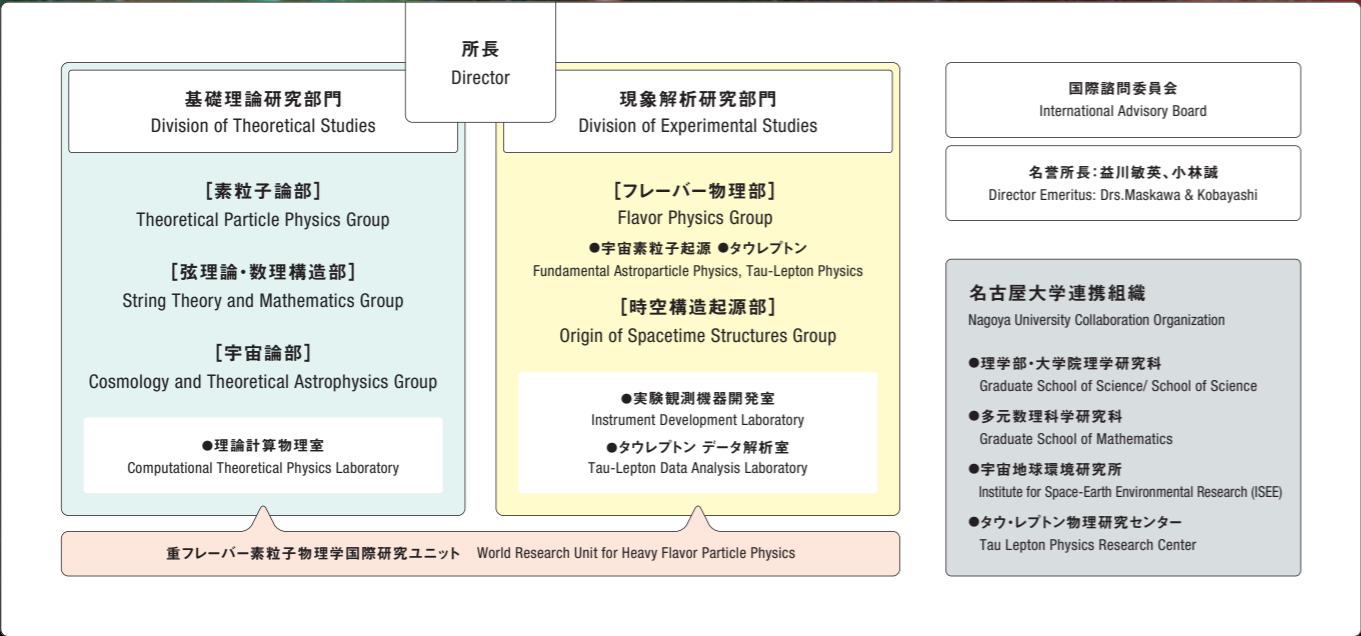 所長
Director
基礎理論研究部門
Division of Theoretical Studies
[素粒子論部]
Theoretical Particle Physics Group
[弦理論・数理構造部]
String Theory and Mathematics Group
[宇宙論部]
Cosmology and Theoretical Astrophysics Group
●理論計算物理室
Computational Theoretical Physics Laboratory
現象解析研究部門
Division of Experimental Studies
[フレーバー物理部]
Flavor Physics Group
●宇宙素粒子起源 ●タウレプトン
Fundamental Astroparticle Physics, Tau-Lepton Physics
[時空構造起源部]
Origin of Spacetime Structures Group
●実験観測機器開発室
Instrument Development Laboratory
●タウレプトン データ解析室
Tau-Lepton Data Analysis Laboratory
重フレーバー素粒子物理学国際研究ユニット World Research Unit for Heavy Flavor Particle Physics
国際諮問委員会
International Advisory Board
名誉所長:益川敏英、小林誠
Director Emeritus: Drs.Maskawa & Kobayashi
名古屋大学連携組織
Nagoya University Collaboration Organization
●理学部・大学院理学研究科
Graduate School of Science/ School of Science
●多元数理科学研究科
Graduate School of Mathematics
●宇宙地球環境研究所
Institute for Space-Earth Environmental Research (ISEE)
●タウ・レプトン物理研究センター
Tau Lepton Physics Research Center